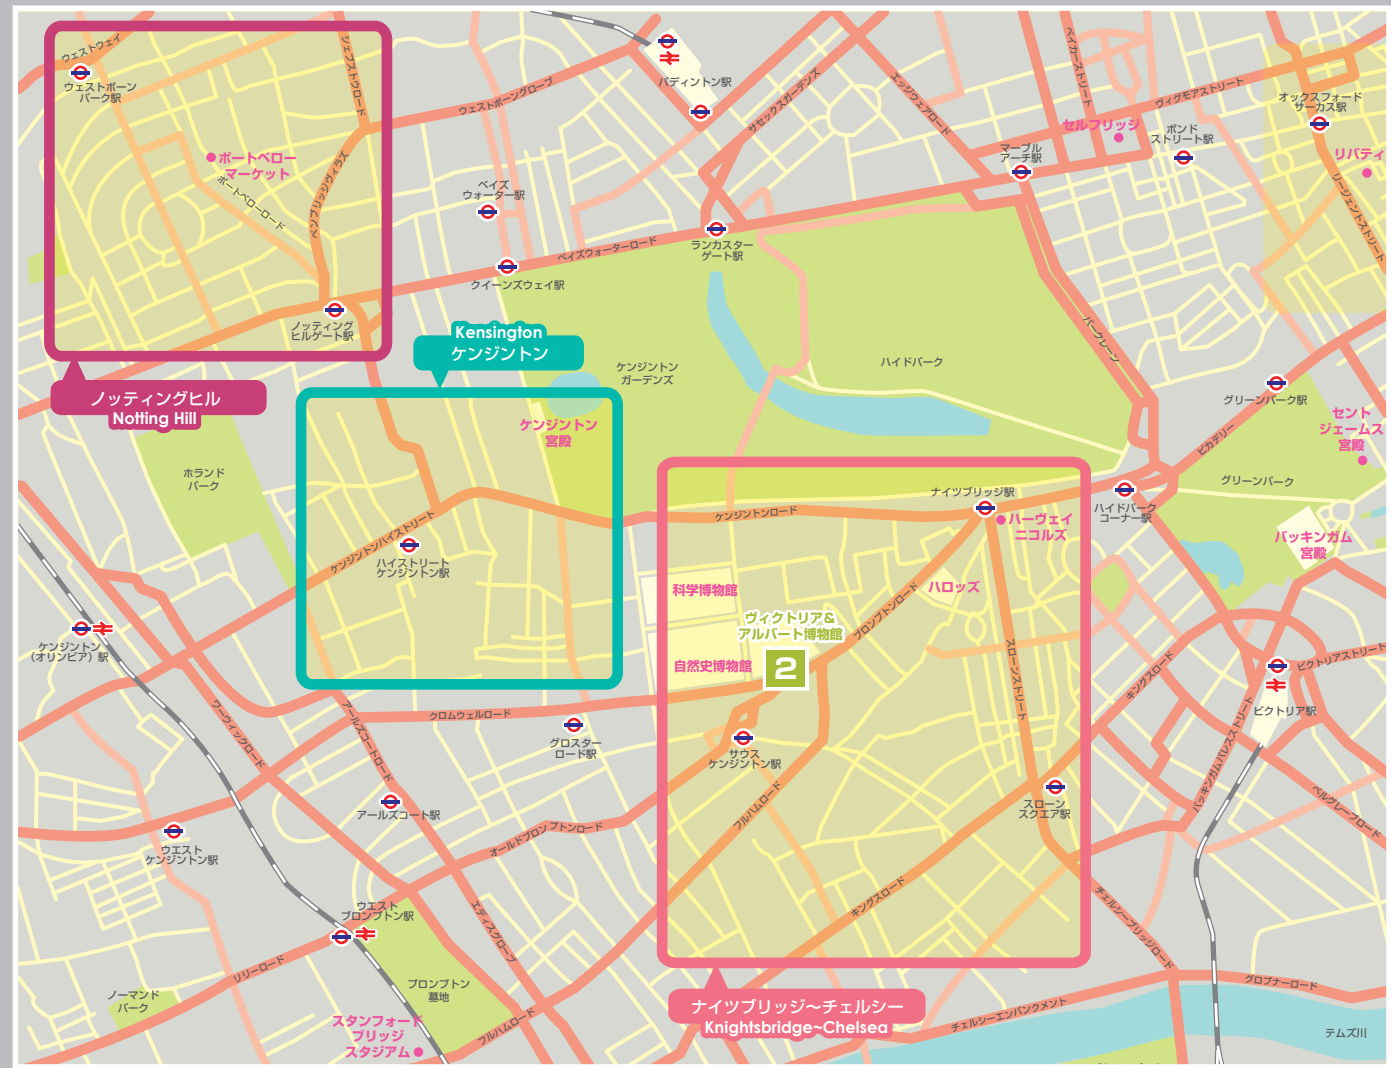 ウェストウェイ
ウェストボーン
パーク駅
シェプストウロード
ポートベロー
マーケット
ポートベローロード
ペンブリッジヴィラズ
ノッティング
ヒルゲート駅
ノッティングヒル
Notting Hill
ウェストボーングローブ
パディントン駅
サセックスガーデンズ
エッジウェアロード
ベイカーストリート
ヴィグモアストリート
セルフリッジ
ボンド
ストリート駅
オックスフォード
サーカス駅
リバティ
リージェントストリート
マーブル
アーチ駅
ベイズ
ウォーター駅
ベイズウォーターロード
クイーンズウェイ駅
ランカスター
ゲート駅
Kensington
ケンジントン
ケンジントン
ガーデンズ
ハイドパーク
パークレーン
グリーンパーク駅
ピカデリー
セント
ジェームス
宮殿
グリーンパーク
ケンジントン
宮殿
ホランド
パーク
ケンジントンハイストリート
ハイストリート
ケンジントン駅
ケンジントンロード
ナイツブリッジ駅
ハーヴェイ
ニコルズ
ハイドパーク
コーナー駅
バッキンガム
宮殿
科学博物館
ハロッズ
ヴィクトリア&
アルバート博物館
2
自然史博物館
ブロンプトンロード
スローンストリート
キングスロード
ビクトリアストリート
ビクトリア駅
バッキンガムパレスストリート
ベルグレーブロード
ケンジントン
（オリンピア）駅
ワーウィックロード
アールズコートロード
クロムウェルロード
グロスター
ロード駅
サウス
ケンジントン駅
フルハムロード
スローン
スクエア駅
アールズコート駅
オールドブロンプトンロード
ウエスト
ケンジントン駅
キングスロード
チェルシーブリッジロード
ウエスト
ブロンプトン駅
エディスグローブ
リリーロード
ブロンプトン
墓地
ノーマンド
パーク
スタンフォード
ブリッジ
スタジアム
フルハムロード
ナイツブリッジ〜チェルシー
Knightsbridge~Chelsea
チェルシーエンバンクメント
グロブナーロード
テムズ川